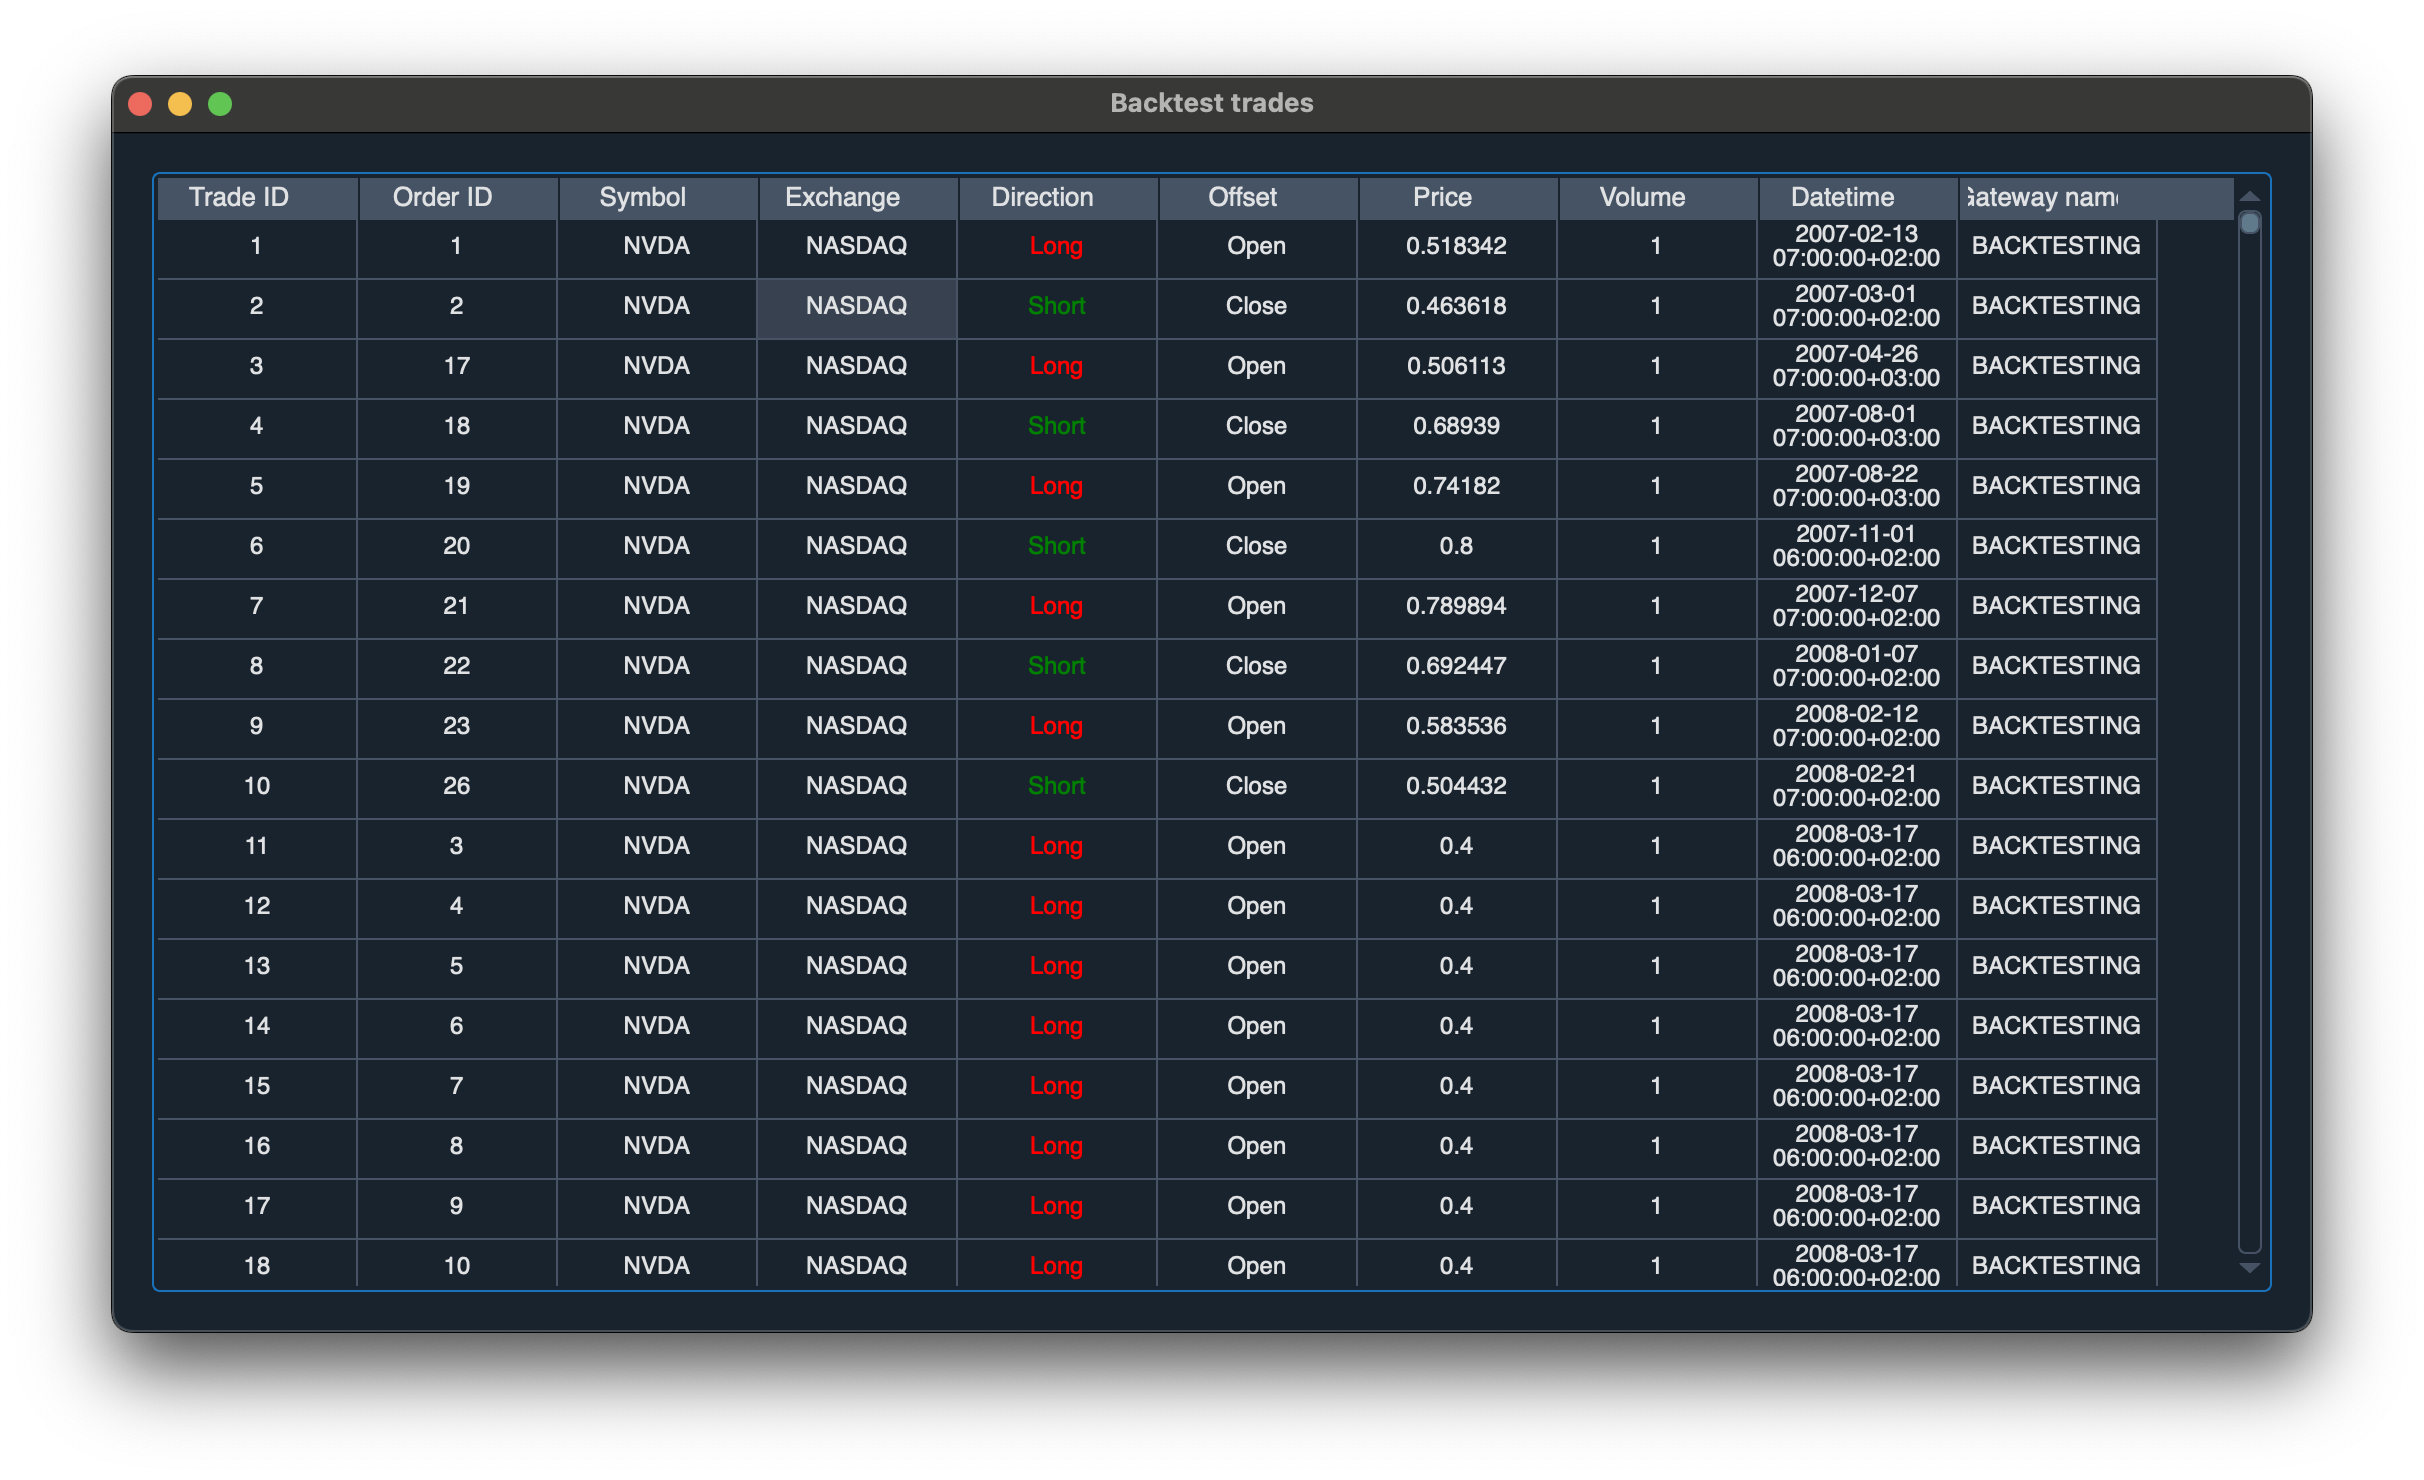 Backtest trades
Trade ID Order ID Symbol Exchange Direction Offset Price Volume Datetime Gateway name
1 1 NVDA NASDAQ Long Open 0.518342 1 2007-02-13 07:00:00+02:00 BACKTESTING
2 2 NVDA NASDAQ Short Close 0.463618 1 2007-03-01 07:00:00+02:00 BACKTESTING
3 17 NVDA NASDAQ Long Open 0.506113 1 2007-04-26 07:00:00+03:00 BACKTESTING
4 18 NVDA NASDAQ Short Close 0.68939 1 2007-08-01 07:00:00+03:00 BACKTESTING
5 19 NVDA NASDAQ Long Open 0.74182 1 2007-08-22 07:00:00+03:00 BACKTESTING
6 20 NVDA NASDAQ Short Close 0.8 1 2007-11-01 06:00:00+02:00 BACKTESTING
7 21 NVDA NASDAQ Long Open 0.789894 1 2007-12-07 07:00:00+02:00 BACKTESTING
8 22 NVDA NASDAQ Short Close 0.692447 1 2008-01-07 07:00:00+02:00 BACKTESTING
9 23 NVDA NASDAQ Long Open 0.583536 1 2008-02-12 07:00:00+02:00 BACKTESTING
10 26 NVDA NASDAQ Short Close 0.504432 1 2008-02-21 07:00:00+02:00 BACKTESTING
11 3 NVDA NASDAQ Long Open 0.4 1 2008-03-17 06:00:00+02:00 BACKTESTING
12 4 NVDA NASDAQ Long Open 0.4 1 2008-03-17 06:00:00+02:00 BACKTESTING
13 5 NVDA NASDAQ Long Open 0.4 1 2008-03-17 06:00:00+02:00 BACKTESTING
14 6 NVDA NASDAQ Long Open 0.4 1 2008-03-17 06:00:00+02:00 BACKTESTING
15 7 NVDA NASDAQ Long Open 0.4 1 2008-03-17 06:00:00+02:00 BACKTESTING
16 8 NVDA NASDAQ Long Open 0.4 1 2008-03-17 06:00:00+02:00 BACKTESTING
17 9 NVDA NASDAQ Long Open 0.4 1 2008-03-17 06:00:00+02:00 BACKTESTING
18 10 NVDA NASDAQ Long Open 0.4 1 2008-03-17 06:00:00+02:00 BACKTESTING